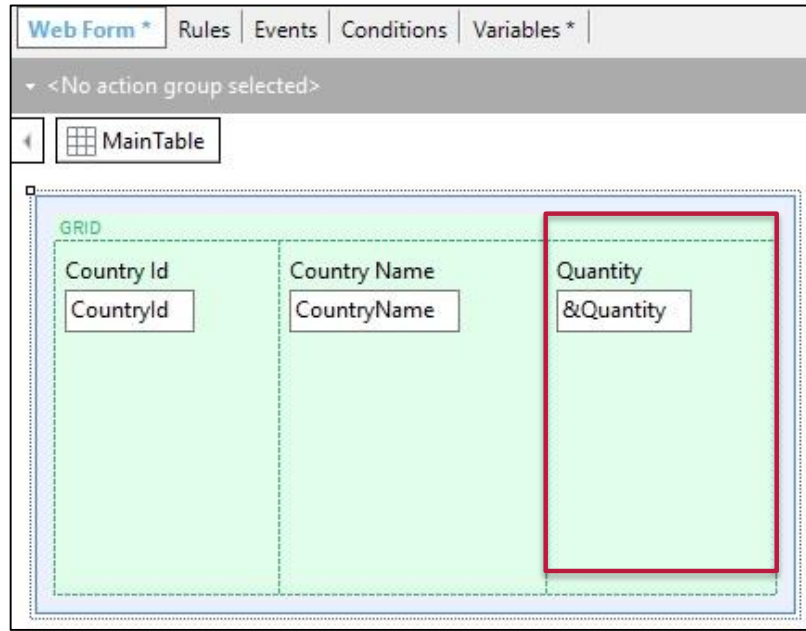 Web Form * Rules Events Conditions Variables *
<No action group selected>
MainTable
GRID
Country Id Country Name Quantity
CountryId CountryName &Quantity